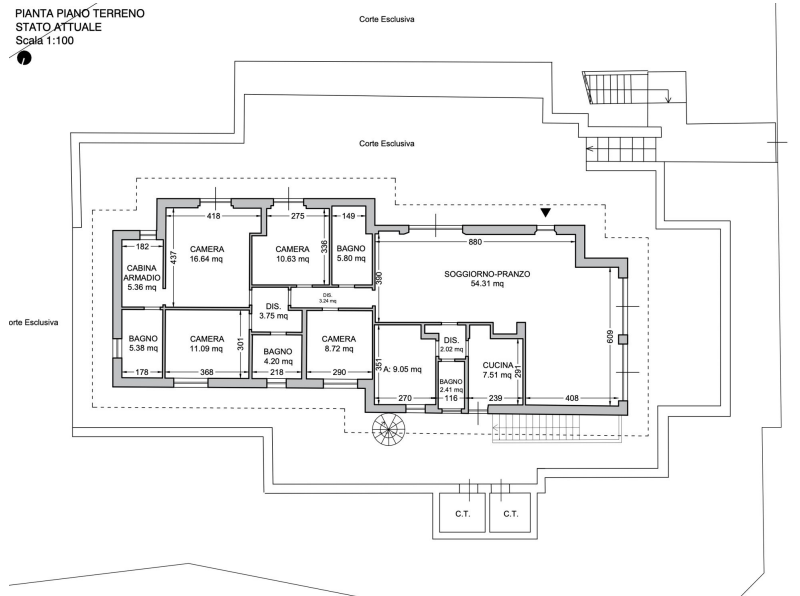 PIANTA PIANO TERRENO
STATO ATTUALE
Scala 1:100
Corte Esclusiva
Corte Esclusiva
418
275
149
182
CAMERA
16.64 mq
437
CAMERA
10.63 mq
336
BAGNO
5.80 mq
880
390
SOGGIORNO-PRANZO
54.31 mq
CABINA
ARMADIO
5.36 mq
DIS.
3.24 mq
DIS.
3.75 mq
orte Esclusiva
BAGNO
5.38 mq
CAMERA
11.09 mq
301
BAGNO
4.20 mq
CAMERA
8.72 mq
351
A: 9.05 mq
DIS.
2.02 mq
BAGNO
2.41 mq
CUCINA
7.51 mq
291
609
178
368
218
290
270
116
239
408
C.T.
C.T.